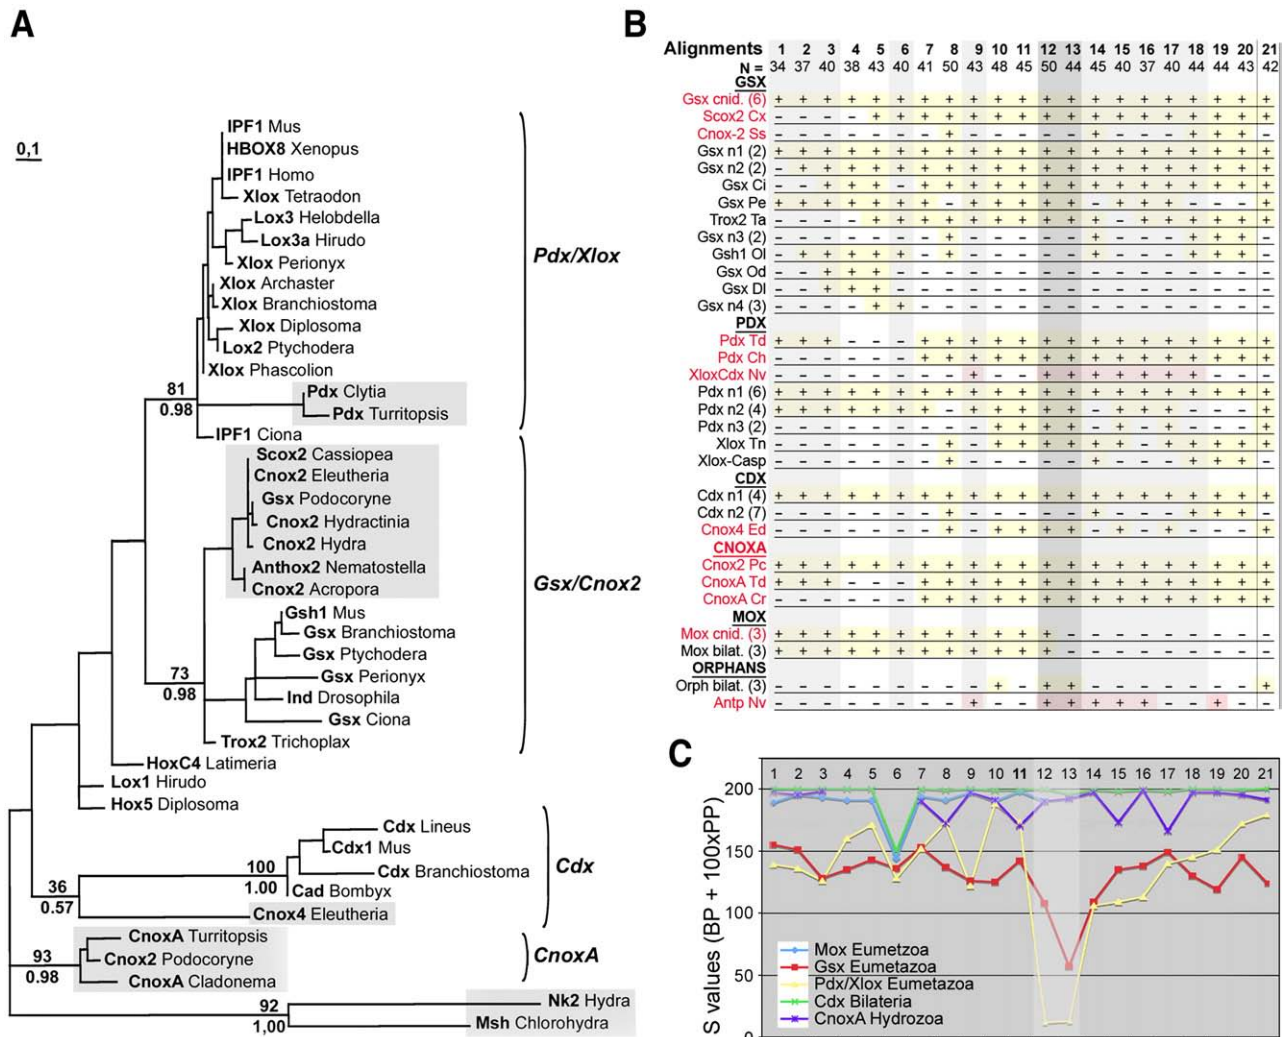 A
0,1
IPF1 Mus
HBOX8 Xenopus
IPF1 Homo
Xlox Tetraodon
Lox3 Helobdella
Lox3a Hirudo
Xlox Perionyx
Xlox Archaster
Xlox Branchiostoma
Xlox Diplosoma
Lox2 Ptychodera
Xlox Phascolion
81
0.98
Pdx Clytia
Pdx Turritopsis
IPF1 Ciona
Pdx/Xlox
Scox2 Cassiopea
Cnox2 Eleutheria
Gsx Podocoryne
Cnox2 Hydractinia
Cnox2 Hydra
Anthox2 Nematostella
Cnox2 Acropora
Gsh1 Mus
Gsx Branchiostoma
Gsx Ptychodera
73
0.98
Gsx Perionyx
Ind Drosophila
Gsx Ciona
Trox2 Trichoplax
Gsx/Cnox2
HoxC4 Latimeria
Lox1 Hirudo
Hox5 Diplosoma
Cdx Lineus
Cdx1 Mus
Cdx Branchiostoma
Cad Bombyx
100
1.00
36
0.57
Cnox4 Eleutheria
Cdx
CnoxA Turritopsis
Cnox2 Podocoryne
CnoxA Cladonema
93
0.98
CnoxA
92
1,00
Nk2 Hydra
Msh Chlorohydra
B
Alignments 1 2 3 4 5 6 7 8 9 10 11 12 13 14 15 16 17 18 19 20 21
N = 34 37 40 38 43 40 41 50 43 48 45 50 44 45 40 37 40 44 44 43 42
GSX
Gsx cnid. (6) + + + + + + + + + + + + + + + + + + + + +
Scox2 Cx – – – – + + + + + + + + + + + + + + + + +
Cnox-2 Ss – – – – – – – + – – – – – + – – – + + + –
Gsx n1 (2) + + + + + + + + + + + + + + + + + + + + +
Gsx n2 (2) – + + + + + + + + + + + + + + + + + + + +
Gsx Ci – – + + + – + + + + + + + + + + + + + + +
Gsx Pe + + + + + + + – + + + + + – + + + – – – +
Trox2 Ta – – – – + + + + + + + + + + – + + + + + +
Gsx n3 (2) – – – – – – – + – – – – – + – – – + + + –
Gsh1 Ol – + + + + + – + – – – – – + – – – + + + –
Gsx Od – – + + + – – – – – – – – – – – – – – – –
Gsx Dl – – + + + – – – – – – – – – – – – – – – –
Gsx n4 (3) – – – – + + – – – – – – – – – – – – – – –
PDX
Pdx Td + + + – – – + + + + + + + + + + + + + + +
Pdx Ch – – – – – – + + + + + + + + + + + + + + +
XloxCdx Nv – – – – – – – – + – – + + + + + + + – – –
Pdx n1 (6) + + + + + + + + + + + + + + + + + + + + +
Pdx n2 (4) + + + + + + + – + + + + + – + + + – – – +
Pdx n3 (2) – – – – – – – – – + + + + – + – + – – – +
Xlox Tn – – – – – – – + – + + + + + + – + + + + +
Xlox-Casp – – – – – – – + – – – – – + – – – + + + –
CDX
Cdx n1 (4) + + + + + + + + + + + + + + + + + + + + +
Cdx n2 (7) – – – – – – – + – – – – – + – – – + + + –
Cnox4 Ed – – – – – – – + – + + + + – + – + – – – +
CNOXA
Cnox2 Pc + + + + + + + + + + + + + + + + + + + + +
CnoxA Td + + + – – – + + + + + + + + + + + + + + +
CnoxA Cr – – – – – – + + + + + + + + + + + + + + +
MOX
Mox cnid. (3) + + + + + + + + + + + + – – – – – – – – –
Mox bilat. (3) + + + + + + + + + + + + – – – – – – – – –
ORPHANS
Orph bilat. (3) – – – – – – – – – + – + + – – – – – – – +
Antp Nv – – – – – – – – + – – + + + + + – – + – –
C
1 2 3 4 5 6 7 8 9 10 11 12 13 14 15 16 17 18 19 20 21
200
150
100
50
0
S values (BP + 100xPP)
Mox Eumetzoa
Gsx Eumetazoa
Pdx/Xlox Eumetazoa
Cdx Bilateria
CnoxA Hydrozoa